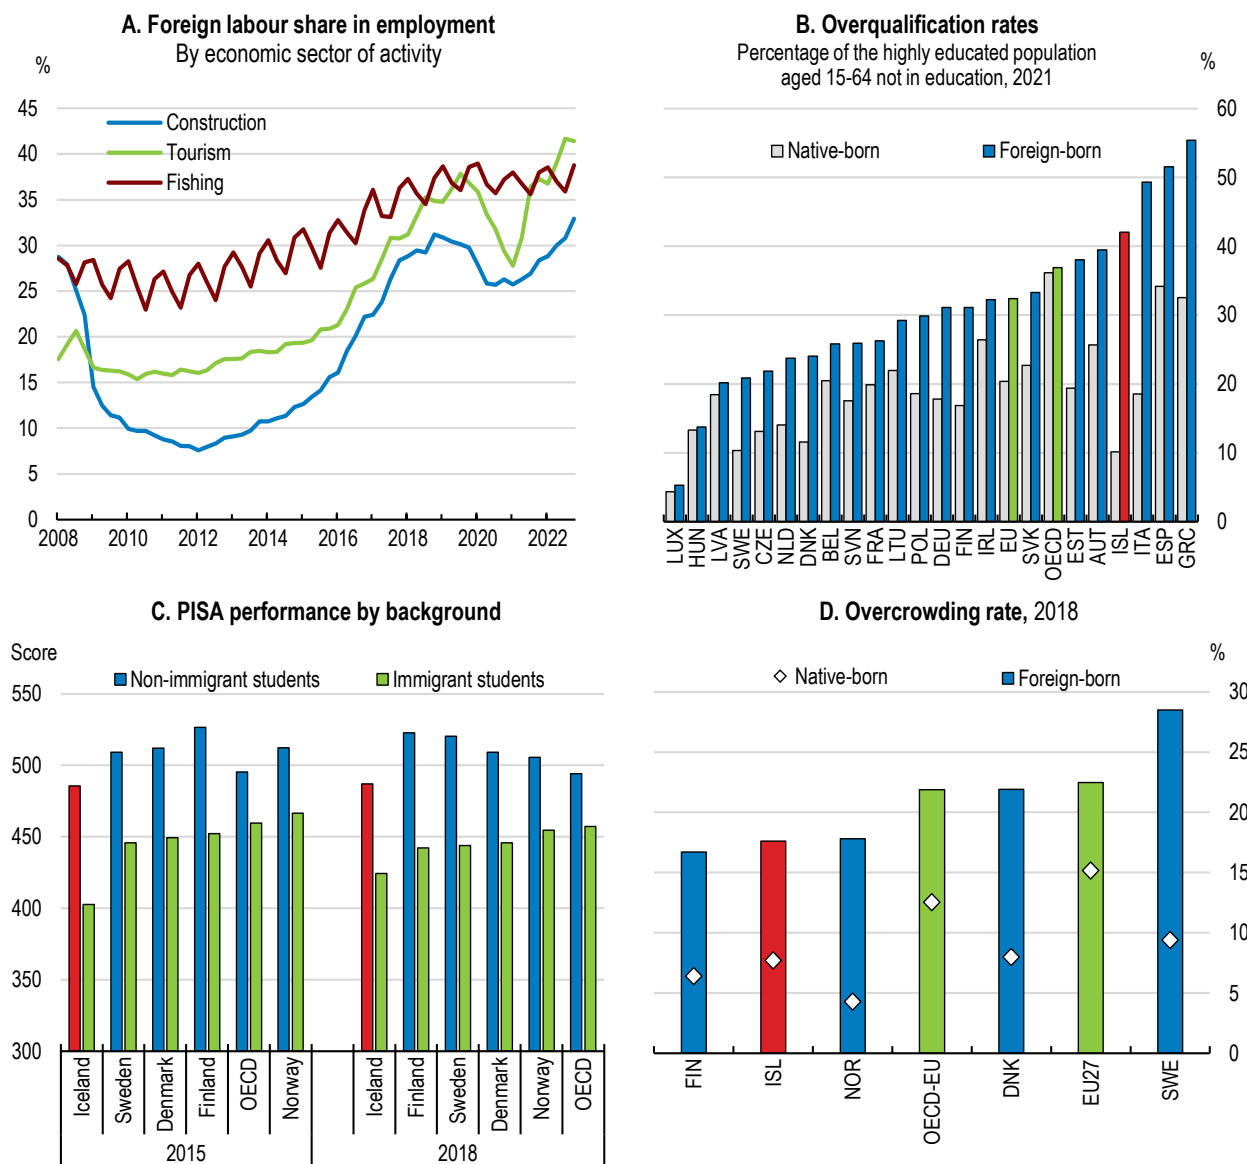 A. Foreign labour share in employment
By economic sector of activity
%
45
40
35
30
25
20
15
10
5
0
Construction
Tourism
Fishing
2008 2010 2012 2014 2016 2018 2020 2022
B. Overqualification rates
Percentage of the highly educated population
aged 15-64 not in education, 2021
%
60
50
40
30
20
10
0
Native-born Foreign-born
LUX HUN LVA SWE CZE NLD DNK BEL SVN FRA LTU POL DEU FIN IRL EU SVK OECD EST AUT ISL ITA ESP GRC
C. PISA performance by background
Score
Non-immigrant students Immigrant students
550
500
450
400
350
300
Iceland Sweden Denmark Finland OECD Norway Iceland Finland Sweden Denmark Norway OECD
2015 2018
D. Overcrowding rate, 2018
%
Native-born Foreign-born
30
25
20
15
10
5
0
FIN ISL NOR OECD-EU DNK EU27 SWE